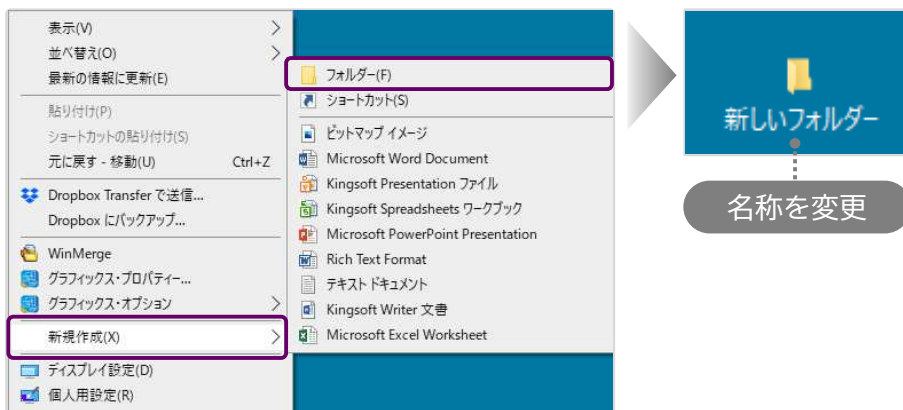 表示(V)
並べ替え(O)
最新の情報に更新(E)
貼り付け(P)
ショートカットの貼り付け(S)
元に戻す - 移動(U) Ctrl+Z
Dropbox Transfer で送信...
Dropbox にバックアップ...
WinMerge
グラフィックス・プロパティー...
グラフィックス・オプション
新規作成(X)
ディスプレイ設定(D)
個人用設定(R)
フォルダー(F)
ショートカット(S)
ビットマップ イメージ
Microsoft Word Document
Kingsoft Presentation ファイル
Kingsoft Spreadsheets ワークブック
Microsoft PowerPoint Presentation
Rich Text Format
テキスト ドキュメント
Kingsoft Writer 文書
Microsoft Excel Worksheet
新しいフォルダー
名称を変更